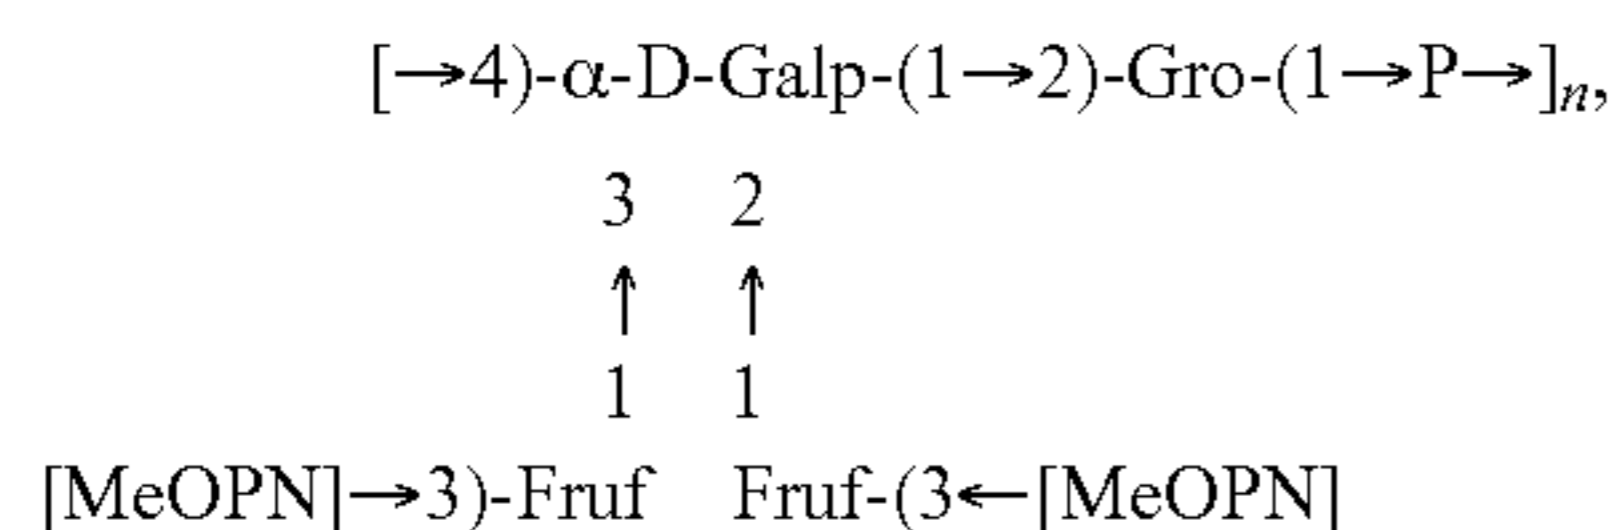 [→4)-α-D-Galp-(1→2)-Gro-(1→P→]n,
3 2
↑ ↑
1 1
[MeOPN]→3)-Fruf Fruf-(3←[MeOPN]